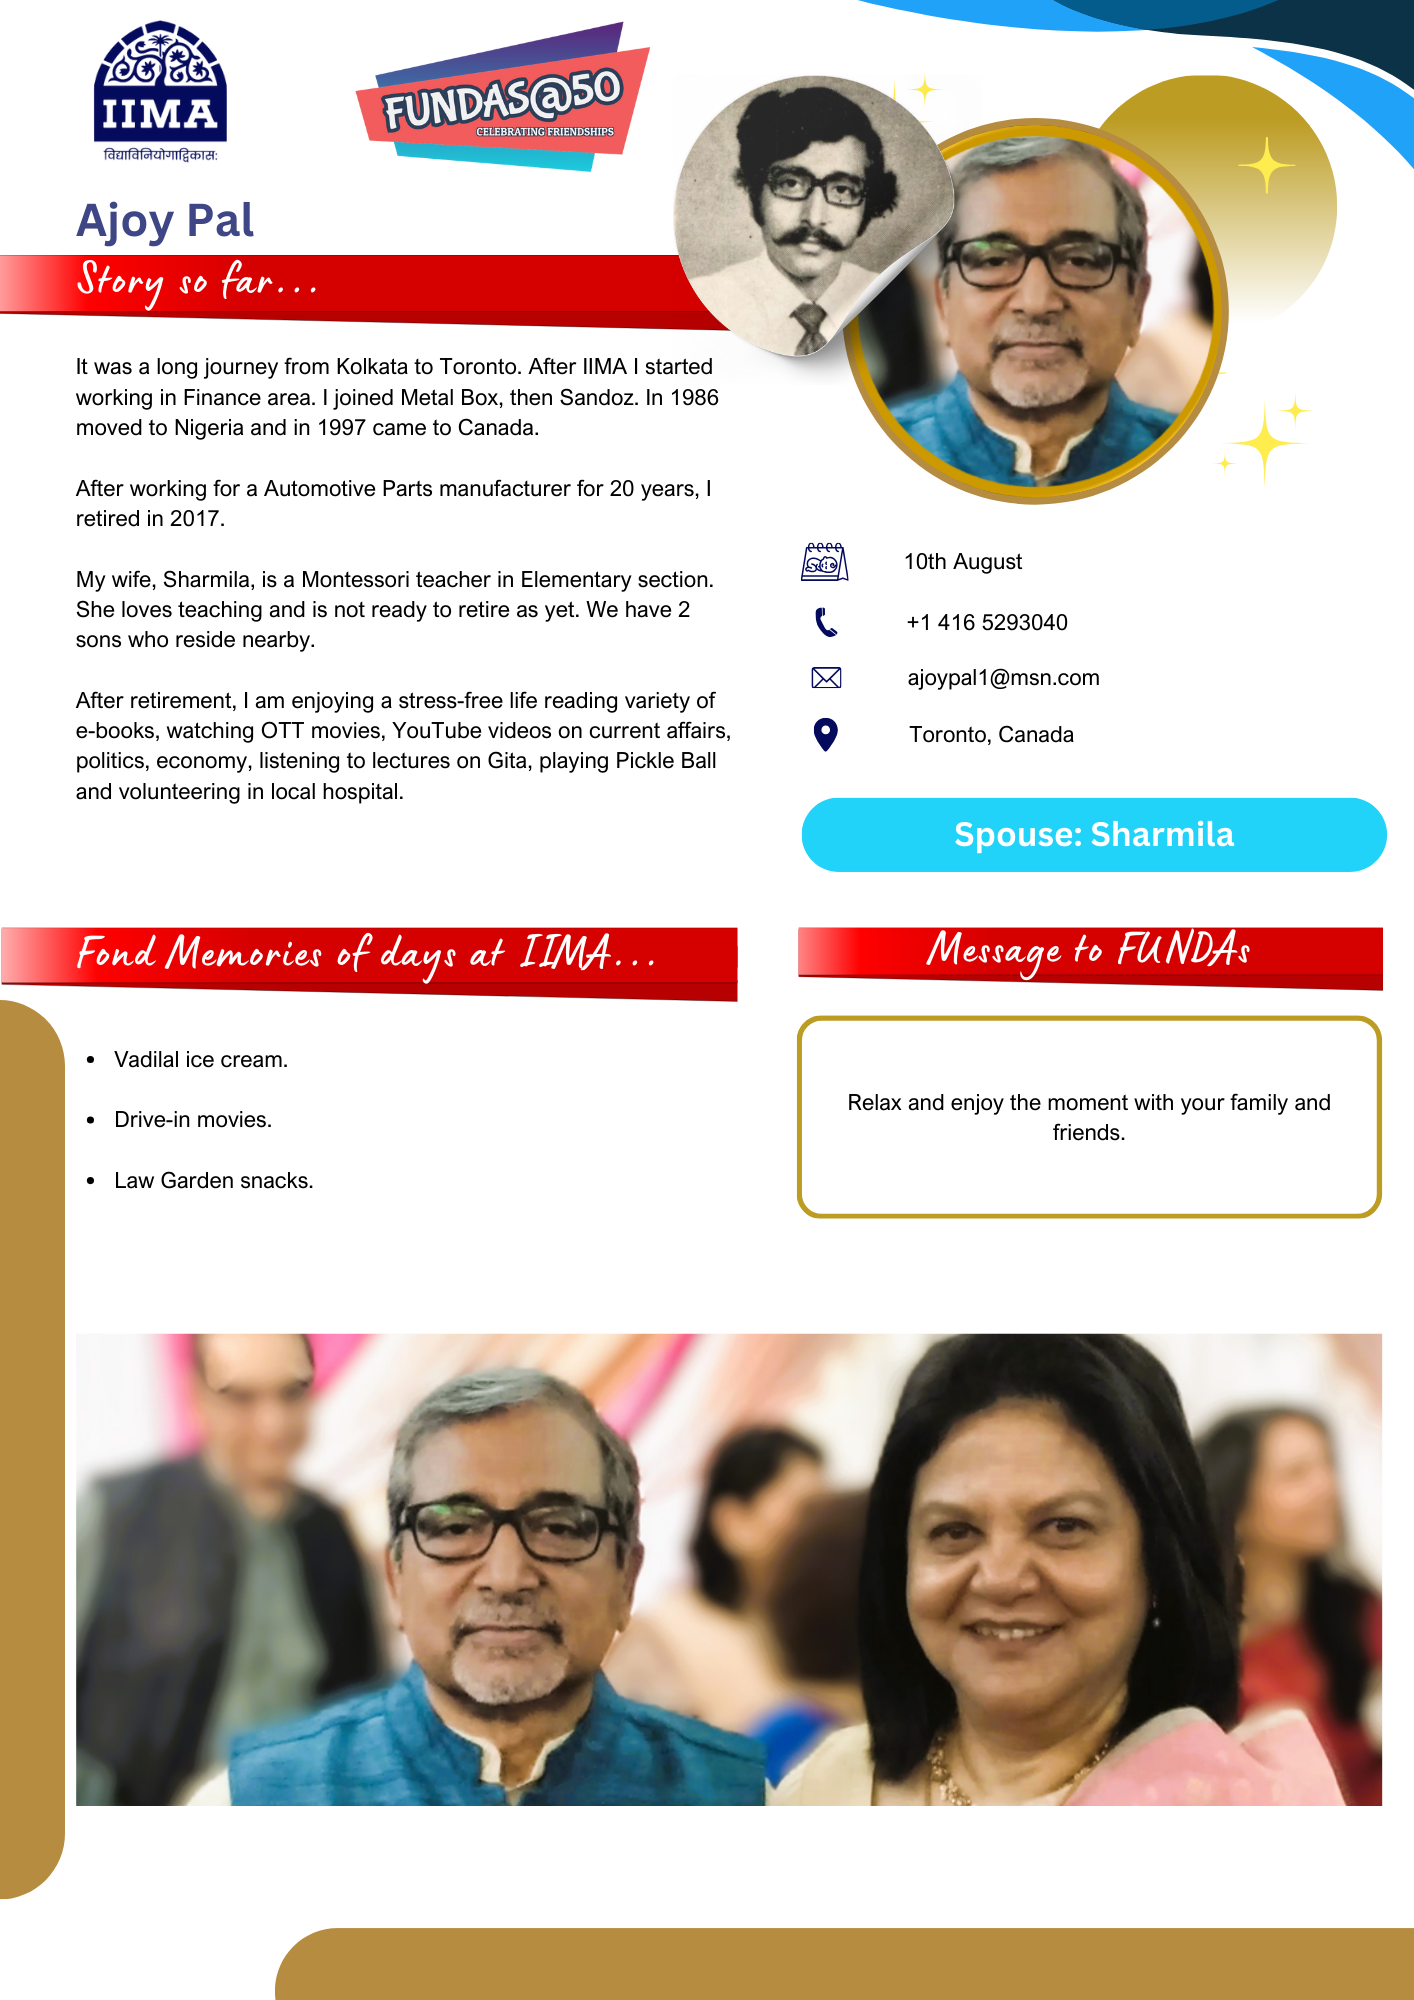 IIMA
विद्याविनियोगाद्विकासः
FUNDAS@50
CELEBRATING FRIENDSHIPS
Ajoy Pal
Story so far...
It was a long journey from Kolkata to Toronto. After IIMA I started
working in Finance area. I joined Metal Box, then Sandoz. In 1986
moved to Nigeria and in 1997 came to Canada.
After working for a Automotive Parts manufacturer for 20 years, I
retired in 2017.
My wife, Sharmila, is a Montessori teacher in Elementary section.
She loves teaching and is not ready to retire as yet. We have 2
sons who reside nearby.
After retirement, I am enjoying a stress-free life reading variety of
e-books, watching OTT movies, YouTube videos on current affairs,
politics, economy, listening to lectures on Gita, playing Pickle Ball
and volunteering in local hospital.
10th August
+1 416 5293040
ajoypal1@msn.com
Toronto, Canada
Spouse: Sharmila
Fond Memories of days at IIMA...
• Vadilal ice cream.
• Drive-in movies.
• Law Garden snacks.
Message to FUNDAs
Relax and enjoy the moment with your family and
friends.